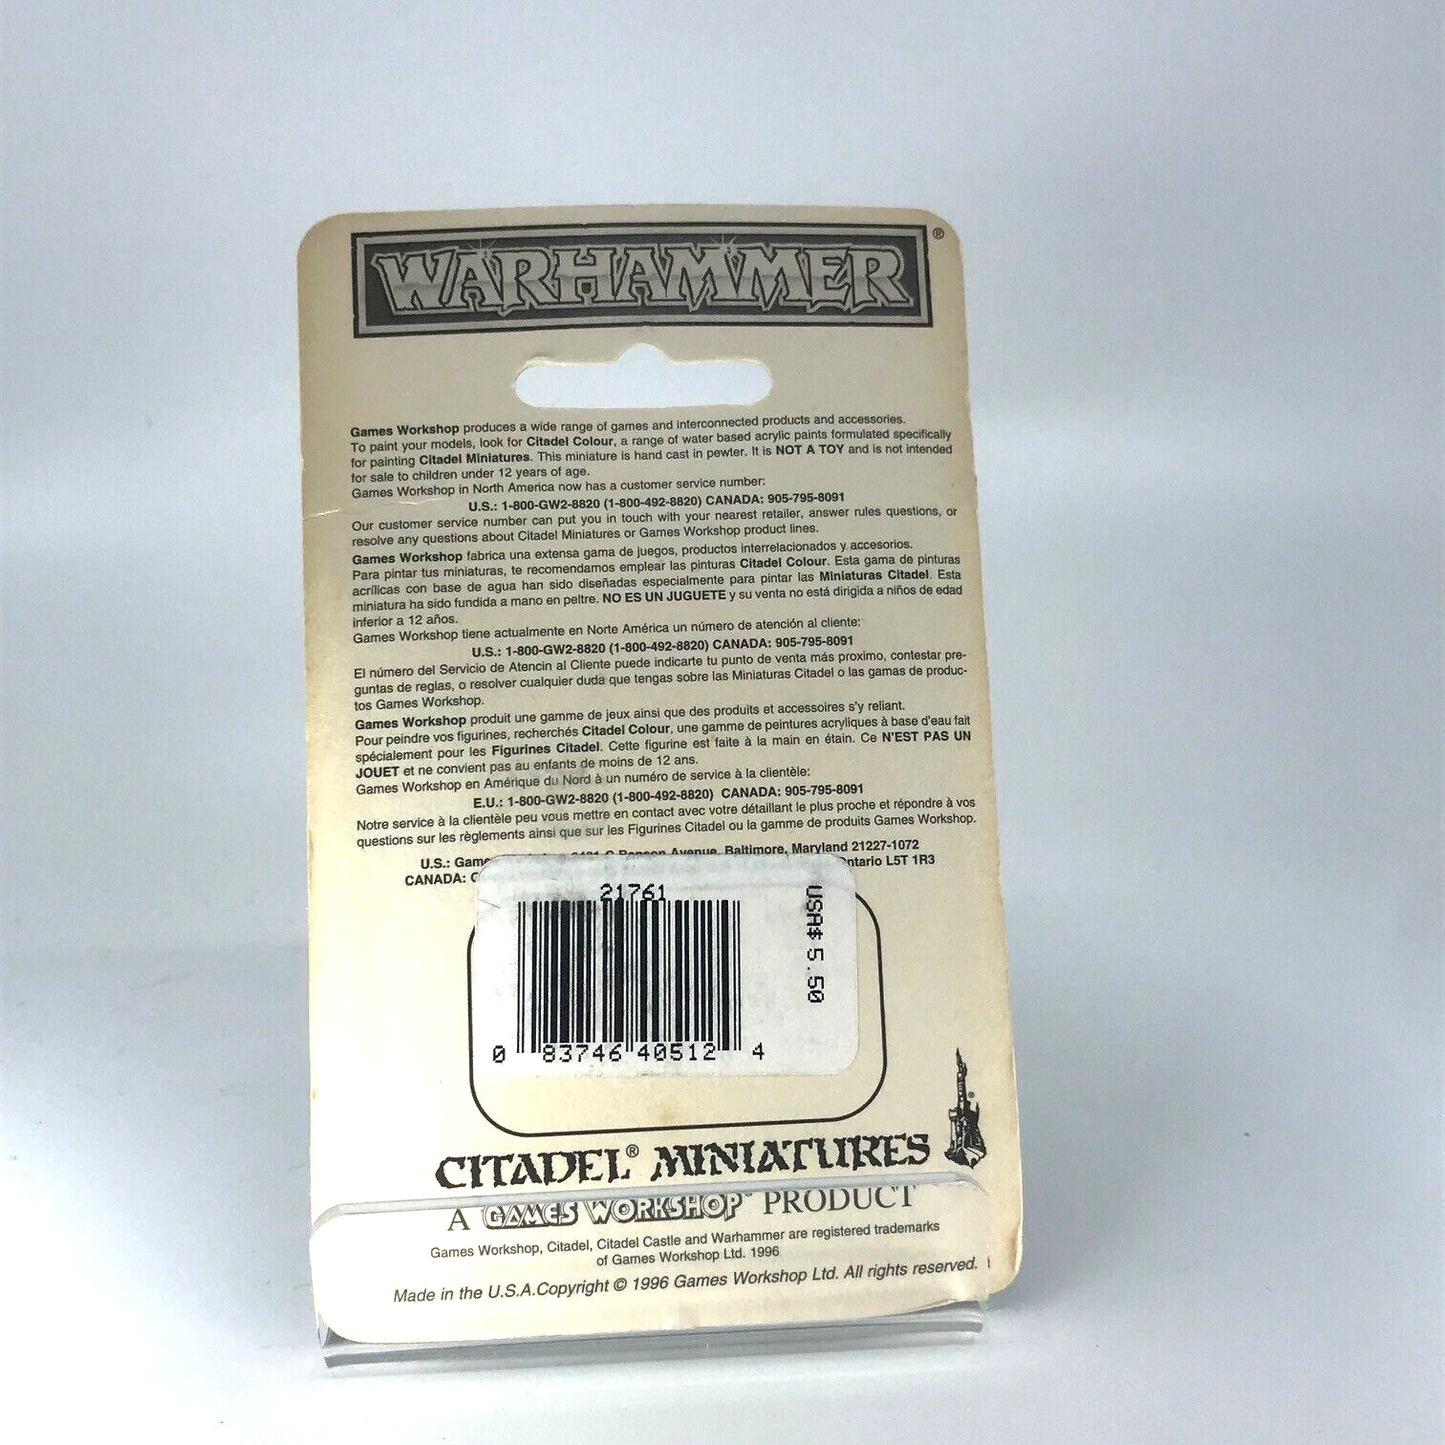 WARHAMMER®
Games Workshop produces a wide range of games and interconnected products and accessories.
To paint your models, look for Citadel Colour, a range of water based acrylic paints formulated specifically
for painting Citadel Miniatures. This miniature is hand cast in pewter. It is NOT A TOY and is not intended
for sale to children under 12 years of age.
Games Workshop in North America now has a customer service number:
U.S.: 1-800-GW2-8820 (1-800-492-8820) CANADA: 905-795-8091
Our customer service number can put you in touch with your nearest retailer, answer rules questions, or
resolve any questions about Citadel Miniatures or Games Workshop product lines.
Games Workshop fabrica una extensa gama de juegos, productos interrelacionados y accesorios.
Para pintar tus miniaturas, te recomendamos emplear las pinturas Citadel Colour. Esta gama de pinturas
acrílicas con base de agua han sido diseñadas especialmente para pintar las Miniaturas Citadel. Esta
miniatura ha sido fundida a mano en peltre. NO ES UN JUGUETE y su venta no está dirigida a niños de edad
inferior a 12 años.
Games Workshop tiene actualmente en Norte América un número de atención al cliente:
U.S.: 1-800-GW2-8820 (1-800-492-8820) CANADA: 905-795-8091
El número del Servicio de Atencin al Cliente puede indicarte tu punto de venta más proximo, contestar pre-
guntas de reglas, o resolver cualquier duda que tengas sobre las Miniaturas Citadel o las gamas de produc-
tos Games Workshop.
Games Workshop produit une gamme de jeux ainsi que des produits et accessoires s'y reliant.
Pour peindre vos figurines, recherchés Citadel Colour, une gamme de peintures acryliques à base d'eau fait
spécialement pour les Figurines Citadel. Cette figurine est faite à la main en étain. Ce N'EST PAS UN
JOUET et ne convient pas au enfants de moins de 12 ans.
Games Workshop en Amérique du Nord à un numéro de service à la clientèle:
E.U.: 1-800-GW2-8820 (1-800-492-8820) CANADA: 905-795-8091
Notre service à la clientèle peu vous mettre en contact avec votre détaillant le plus proche et répondre à vos
questions sur les règlements ainsi que sur les Figurines Citadel ou la gamme de produits Games Workshop.
U.S.: Avenue, Baltimore, Maryland 21227-1072
CANADA: L5T 1R3
21761
USA$ 5.50
0 83746 40512 4
CITADEL® MINIATURES
A GAMES WORKSHOP PRODUCT
Games Workshop, Citadel, Citadel Castle and Warhammer are registered trademarks
of Games Workshop Ltd. 1996
Made in the U.S.A.Copyright © 1996 Games Workshop Ltd. All rights reserved.